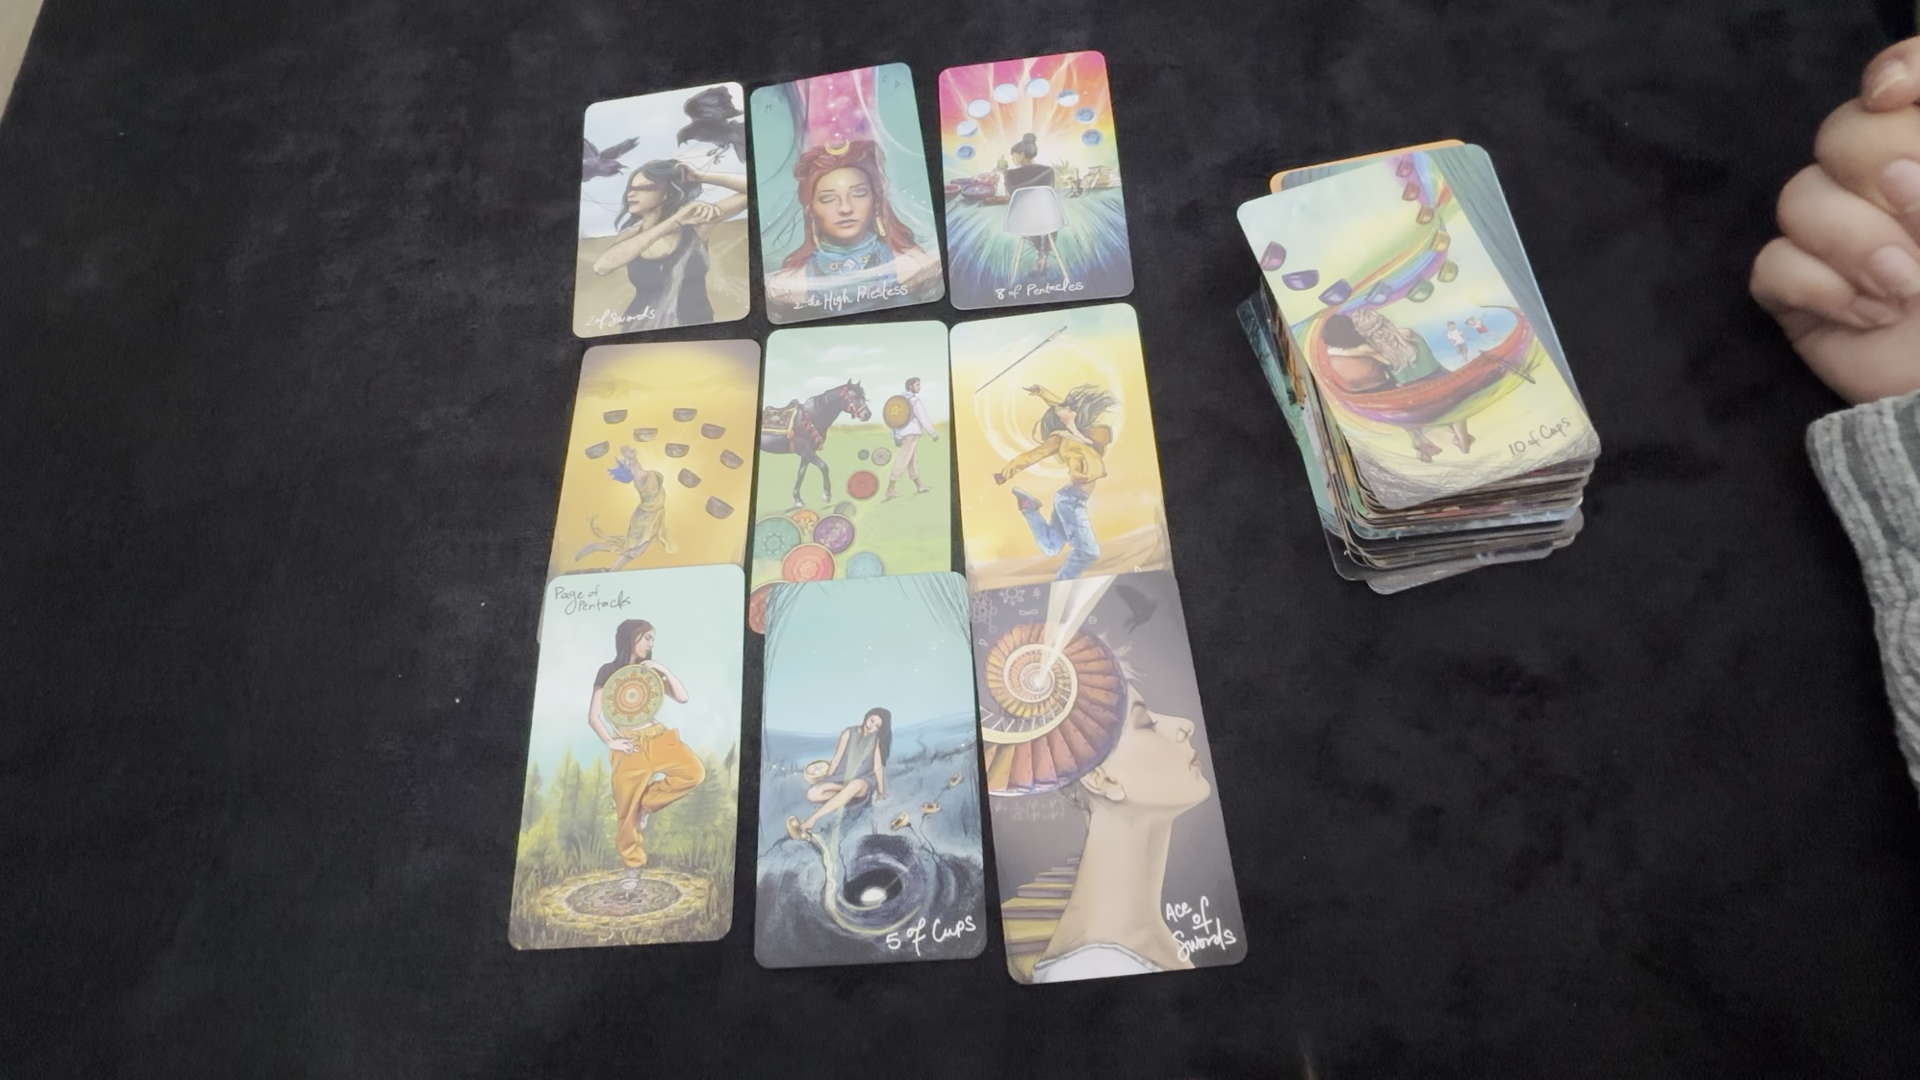 2 of Swords
2-the High Priestess
8 of Pentacles
10 of Cups
Page of
Pentacles
5 of Cups
Ace
of
Swords